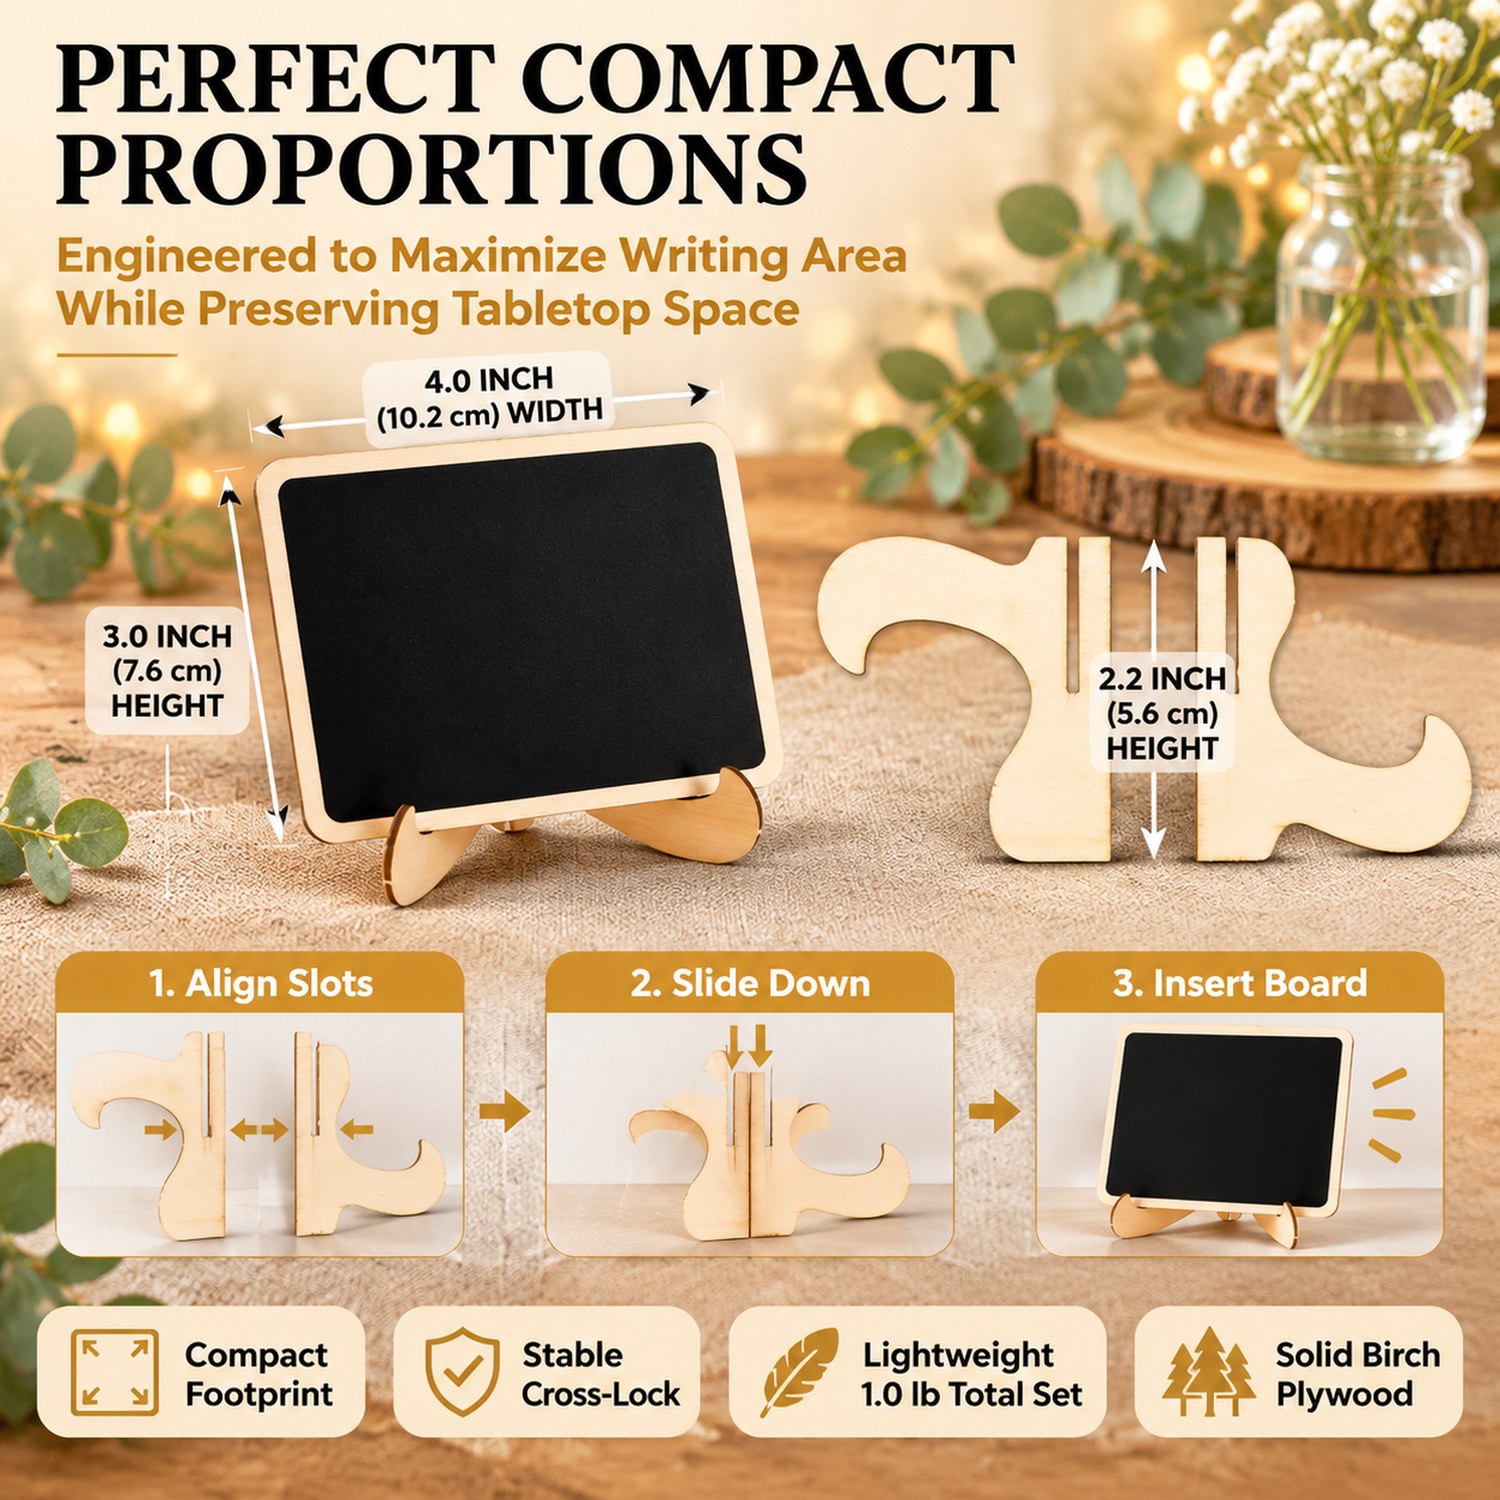 PERFECT COMPACT
PROPORTIONS
Engineered to Maximize Writing Area
While Preserving Tabletop Space
4.0 INCH
(10.2 cm) WIDTH
3.0 INCH
(7.6 cm)
HEIGHT
2.2 INCH
(5.6 cm)
HEIGHT
1. Align Slots
2. Slide Down
3. Insert Board
Compact
Footprint
Stable
Cross-Lock
Lightweight
1.0 lb Total Set
Solid Birch
Plywood